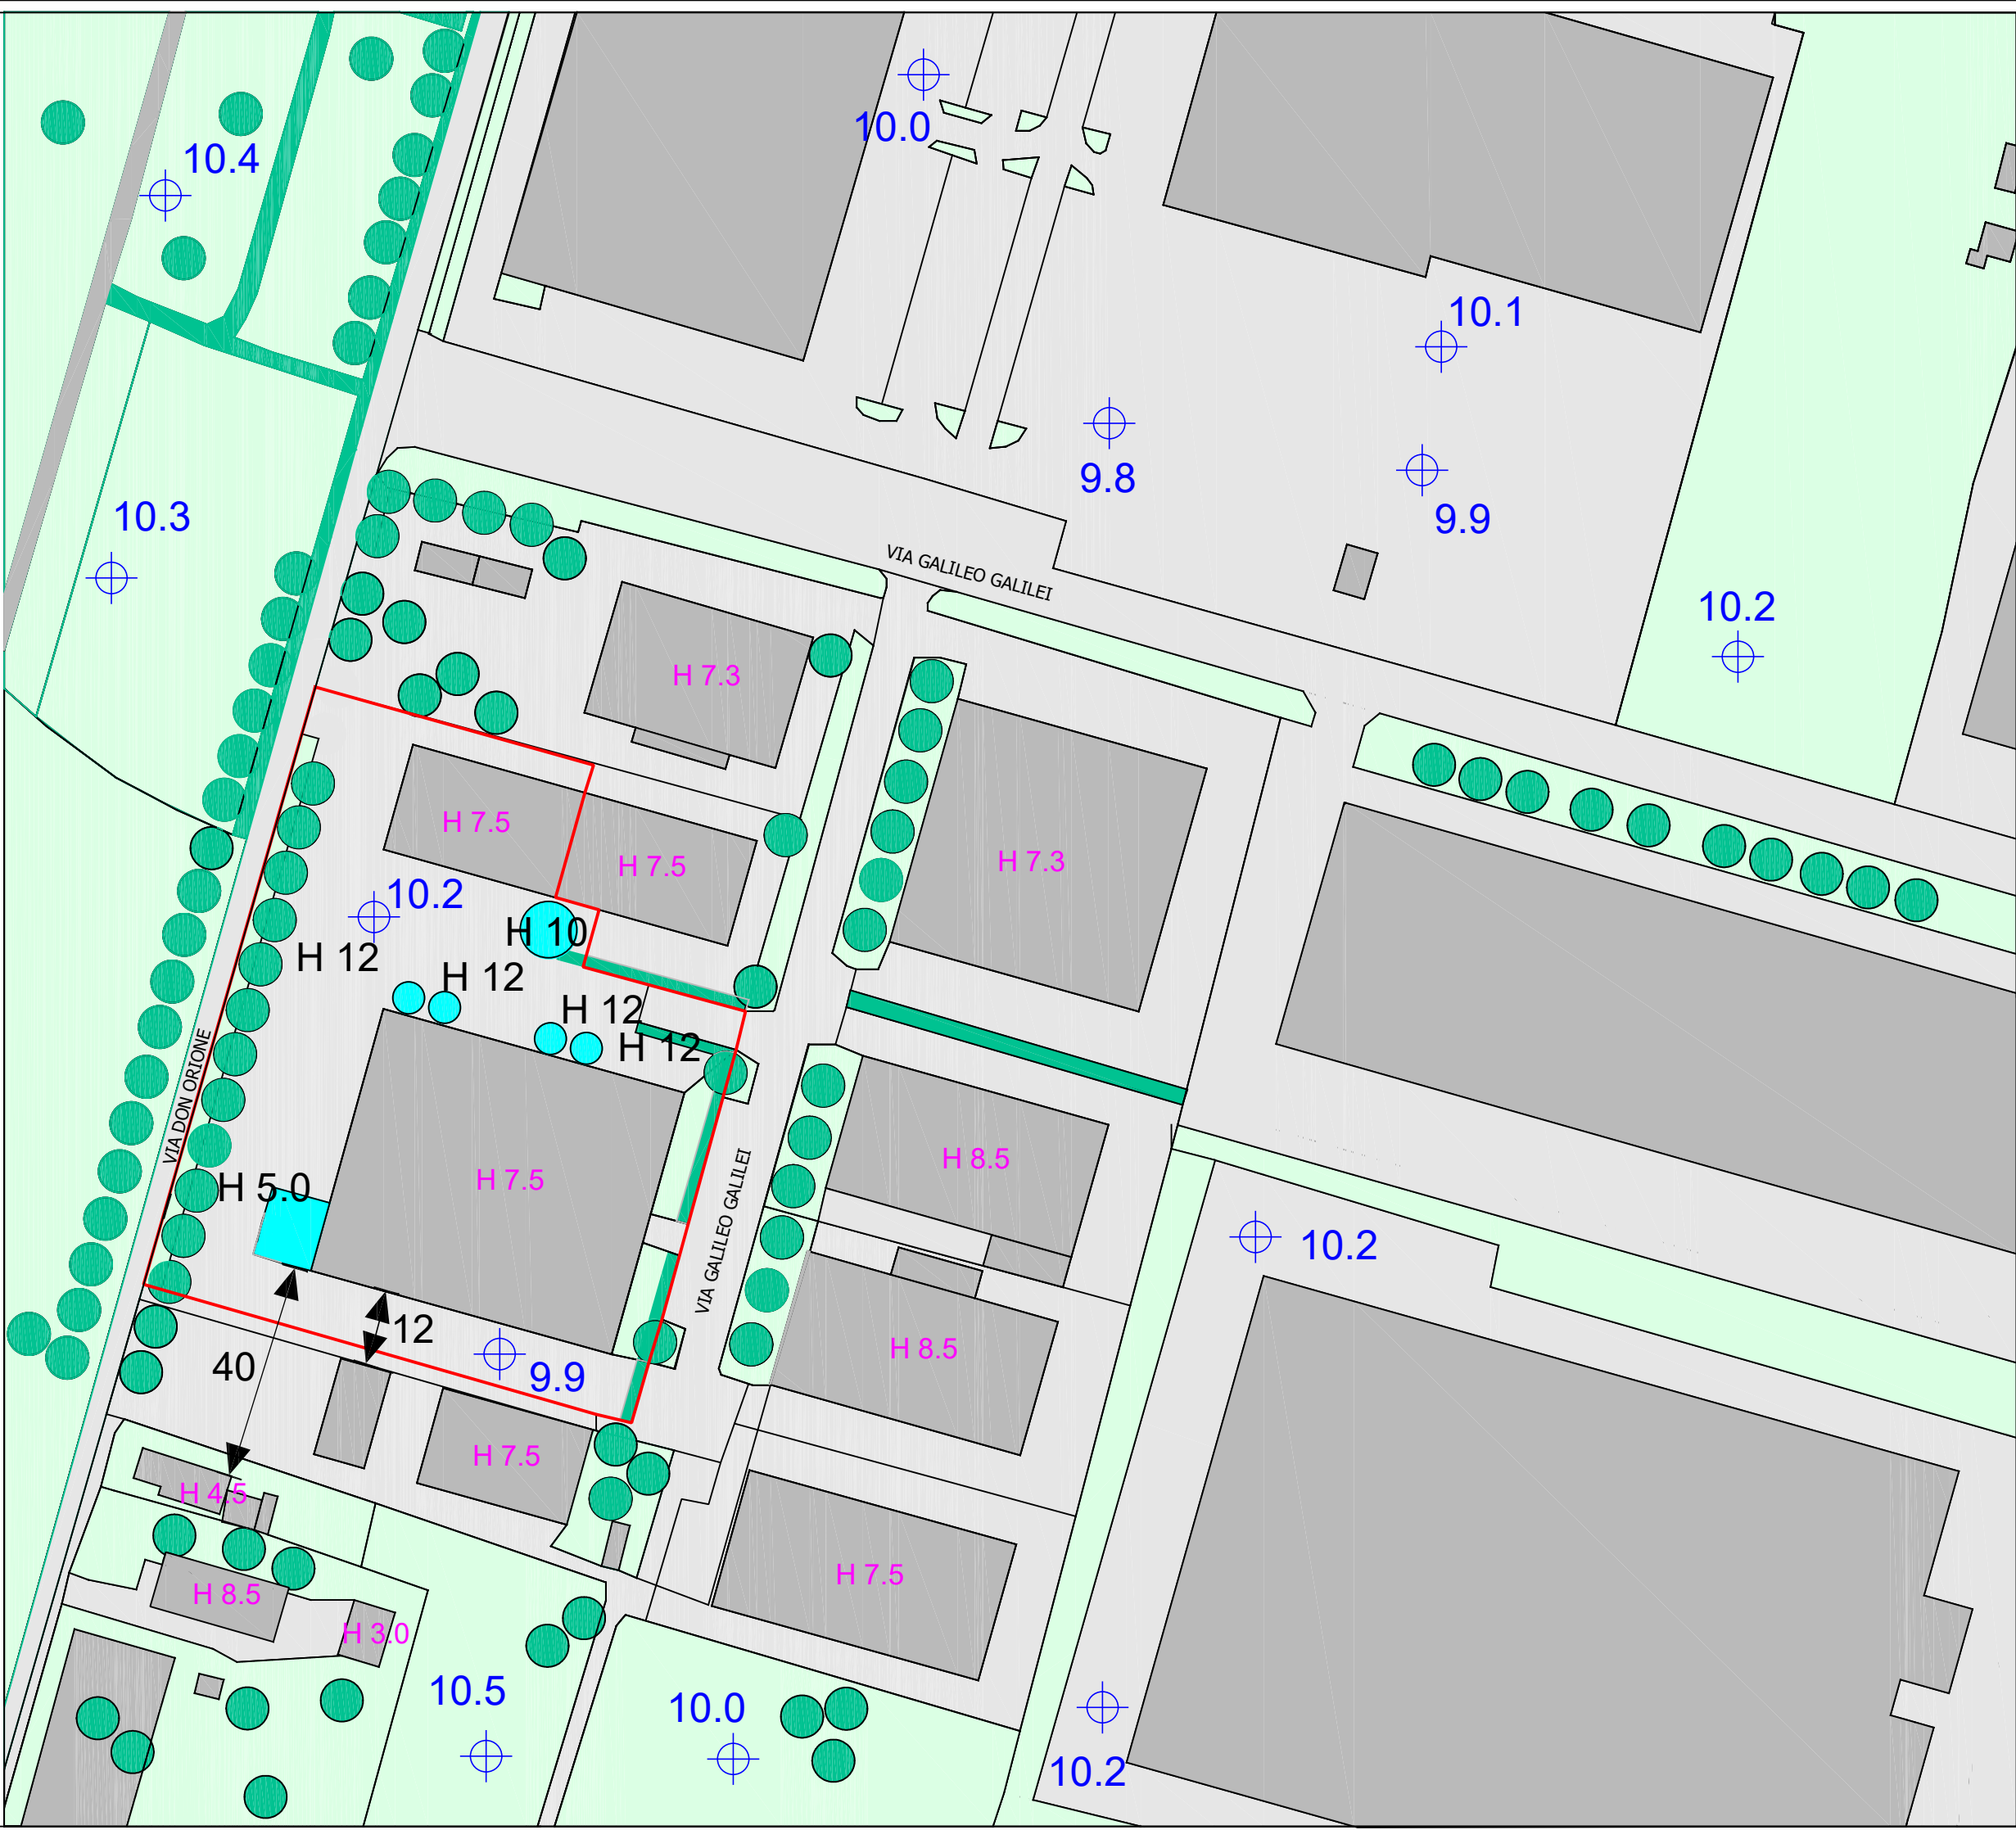 10.0
10.4
10.1
9.8
10.3
9.9
VIA GALILEO GALILEI
10.2
H 7.3
H 7.5
H 7.5
H 7.3
10.2
H 10
H 12
H 12
H 12
H 12
VIA DON ORIONE
H 8.5
H 7.5
H 5.0
VIA GALILEO GALILEI
10.2
12
H 8.5
40
9.9
H 7.5
H 4.5
H 7.5
H 8.5
H 3.0
10.5
10.0
10.2